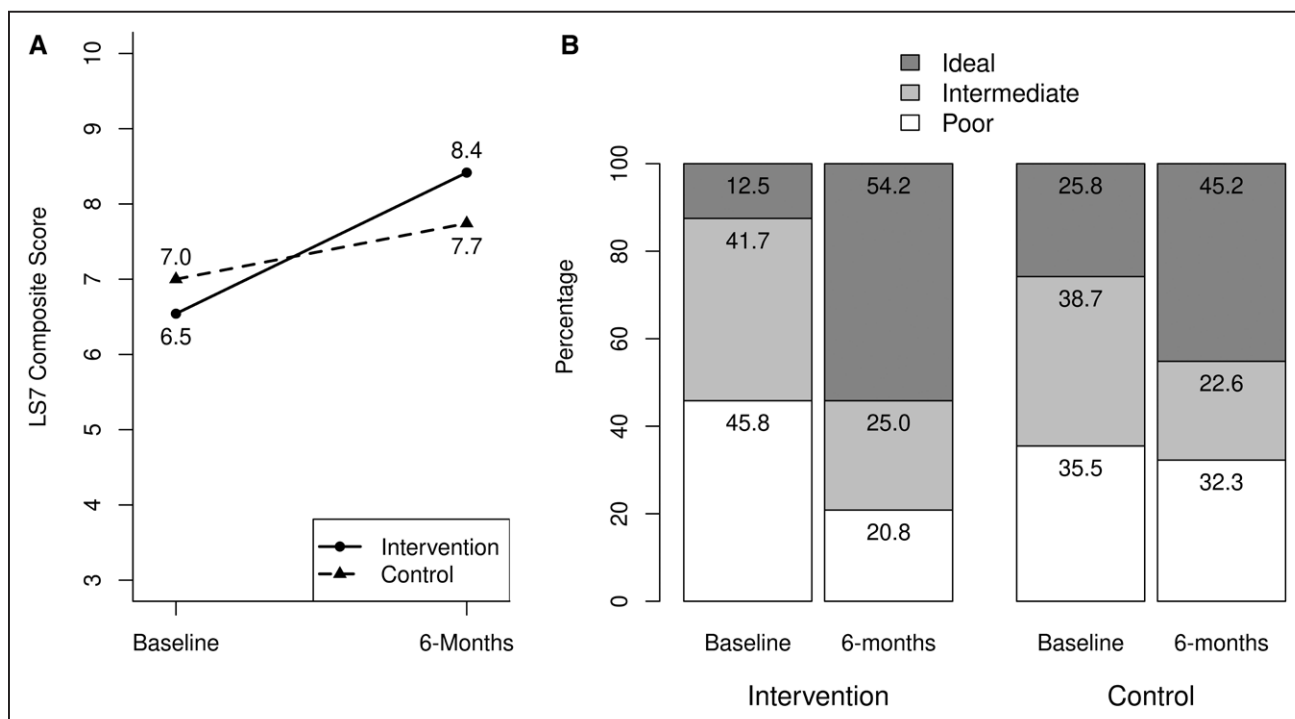 A
LS7 Composite Score
10
9
8
7
6
5
4
3
7.0
6.5
8.4
7.7
Intervention
Control
Baseline 6-Months
B
Ideal
Intermediate
Poor
Percentage
100
80
60
40
20
0
12.5 54.2 25.8 45.2
41.7 25.0 38.7 22.6
45.8 20.8 35.5 32.3
Baseline 6-months Baseline 6-months
Intervention Control